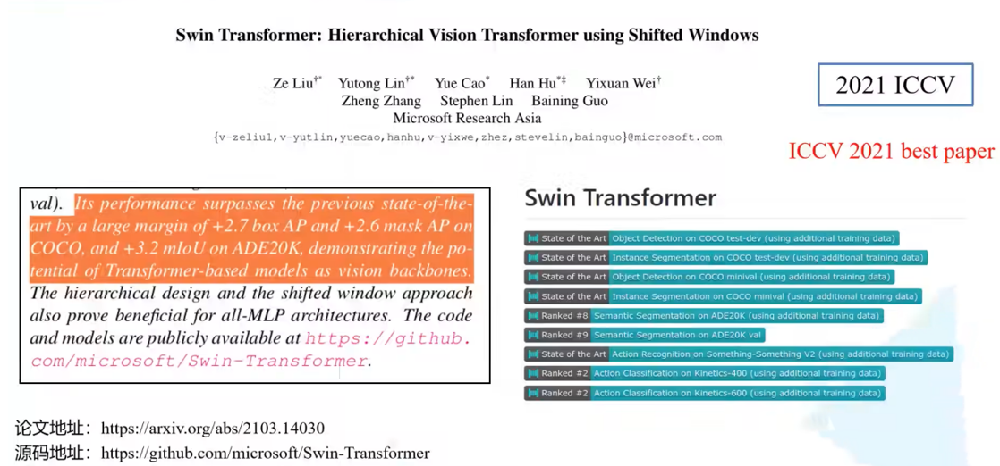 Swin Transformer: Hierarchical Vision Transformer using Shifted Windows
Ze Liu†* Yutong Lin†* Yue Cao* Han Hu*‡ Yixuan Wei†
Zheng Zhang Stephen Lin Baining Guo
Microsoft Research Asia
{v-zeliu1,v-yutlin,yuecao,hanhu,v-yixwe,zhez,stevelin,bainguo}@microsoft.com
2021 ICCV
ICCV 2021 best paper
val). Its performance surpasses the previous state-of-the-
art by a large margin of +2.7 box AP and +2.6 mask AP on
COCO, and +3.2 mIoU on ADE20K, demonstrating the po-
tential of Transformer-based models as vision backbones.
The hierarchical design and the shifted window approach
also prove beneficial for all-MLP architectures. The code
and models are publicly available at https://github.
com/microsoft/Swin-Transformer.
Swin Transformer
State of the Art Object Detection on COCO test-dev (using additional training data)
State of the Art Instance Segmentation on COCO test-dev (using additional training data)
State of the Art Object Detection on COCO minival (using additional training data)
State of the Art Instance Segmentation on COCO minival (using additional training data)
Ranked #8 Semantic Segmentation on ADE20K (using additional training data)
Ranked #9 Semantic Segmentation on ADE20K val
State of the Art Action Recognition on Something-Something V2 (using additional training data)
Ranked #2 Action Classification on Kinetics-400 (using additional training data)
Ranked #2 Action Classification on Kinetics-600 (using additional training data)
论文地址：https://arxiv.org/abs/2103.14030
源码地址：https://github.com/microsoft/Swin-Transformer